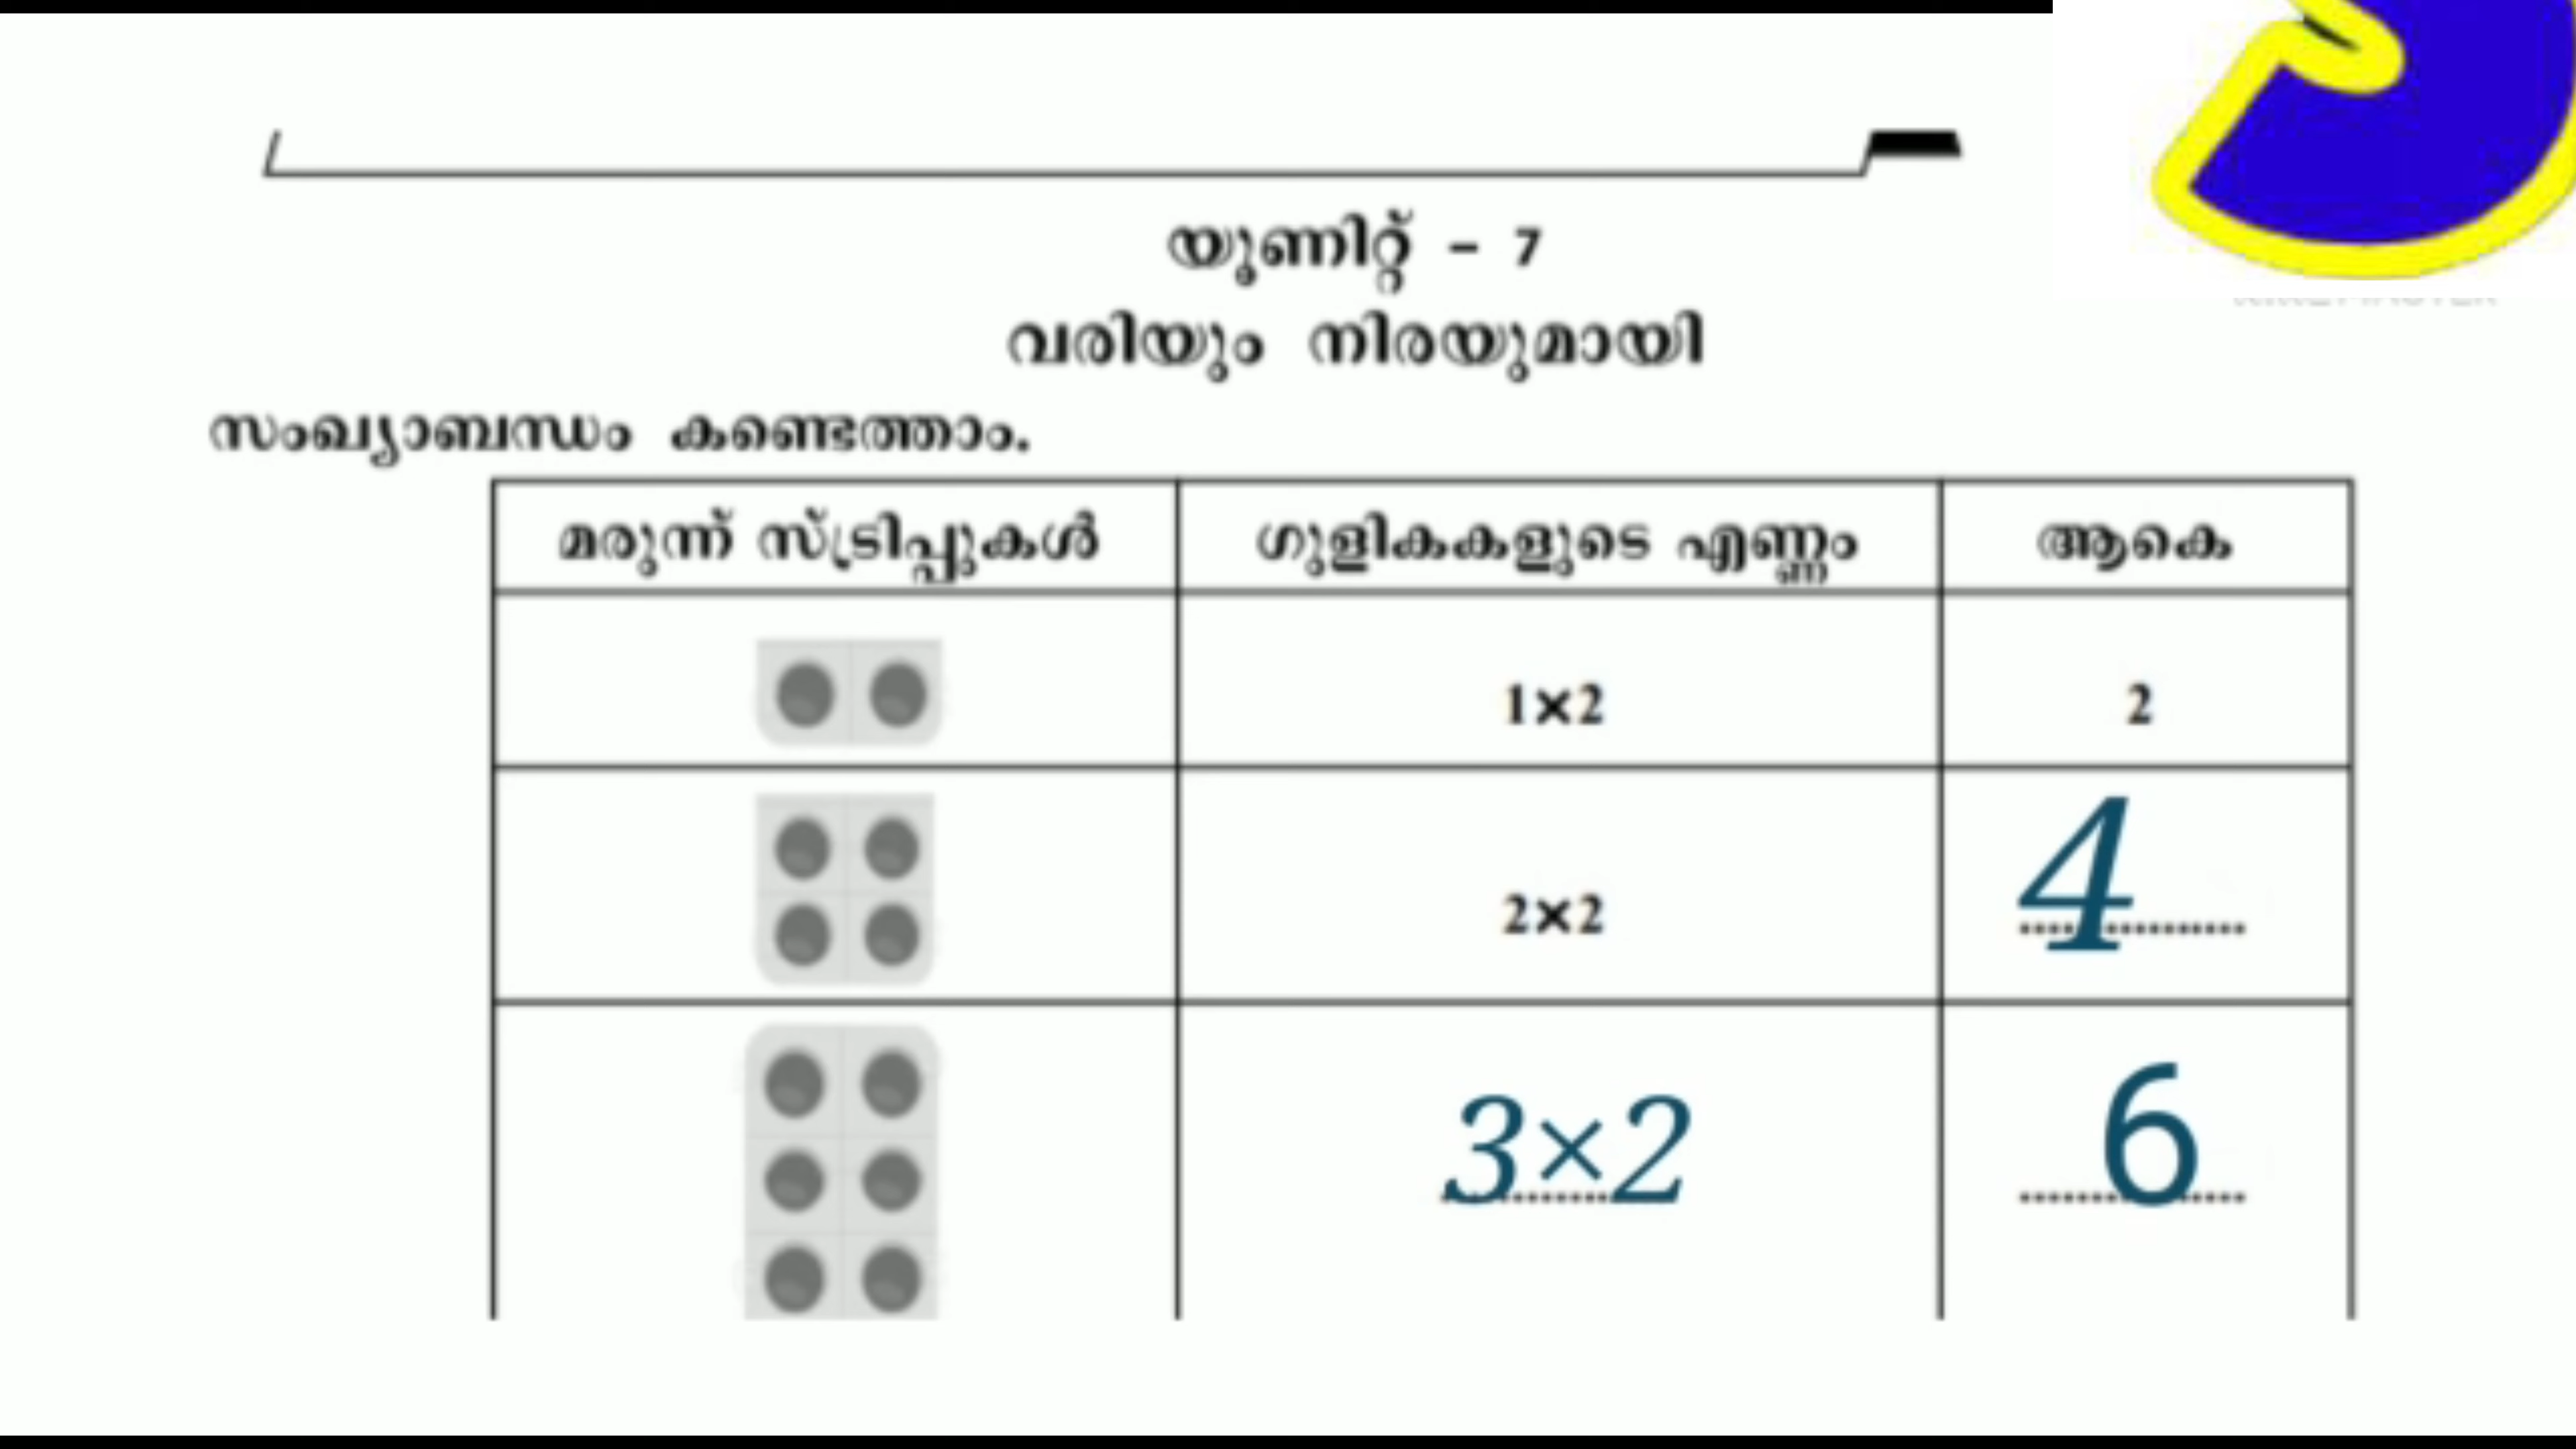 യൂണിറ്റ് - 7
വരിയും നിരയുമായി
സംഖ്യാബന്ധം കണ്ടെത്താം.
മരുന്ന് സ്ട്രിപ്പുകൾ ഗുളികകളുടെ എണ്ണം ആകെ
1×2 2
2×2 4
3×2 6